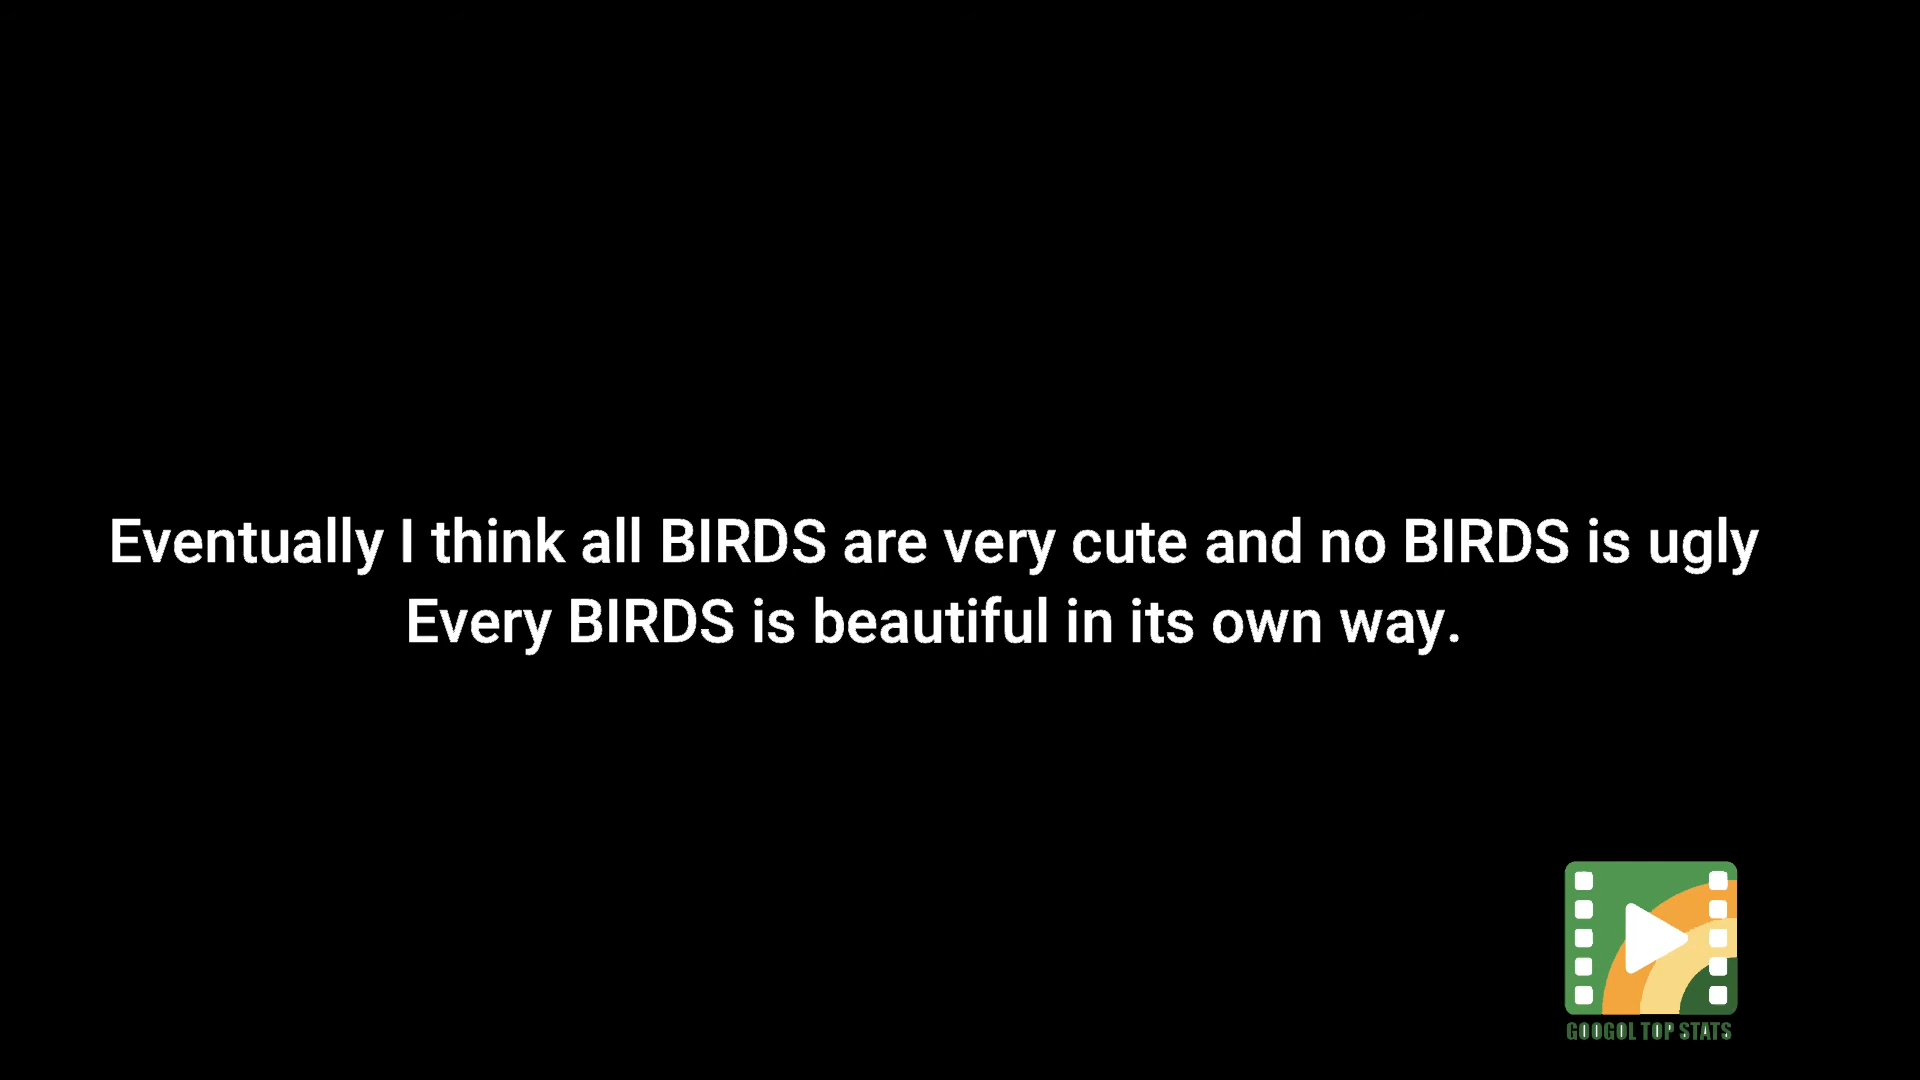 Eventually I think all BIRDS are very cute and no BIRDS is ugly
Every BIRDS is beautiful in its own way.
GOOGOL TOP STATS